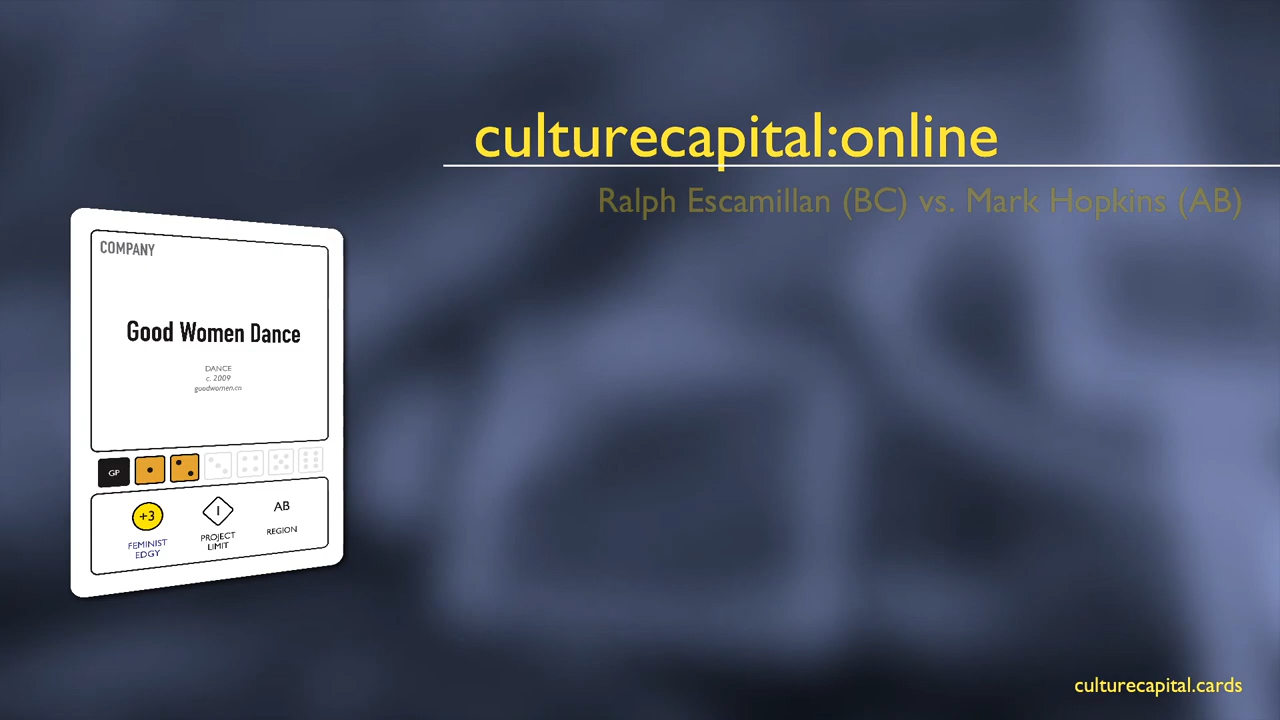 culturecapital:online
Ralph Escamillan (BC) vs. Mark Hopkins (AB)
COMPANY
Good Women Dance
DANCE
c. 2009
goodwomen.cn
GP
+3
FEMINIST
EDGY
1
PROJECT
LIMIT
AB
REGION
culturecapital.cards